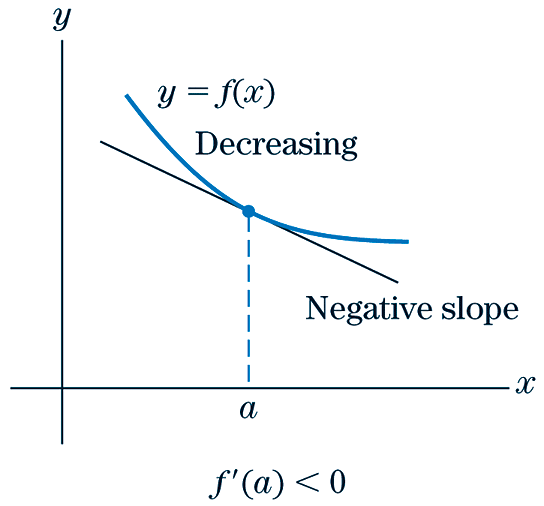 y
y = f(x)
Decreasing
Negative slope
x
a
f′(a) < 0